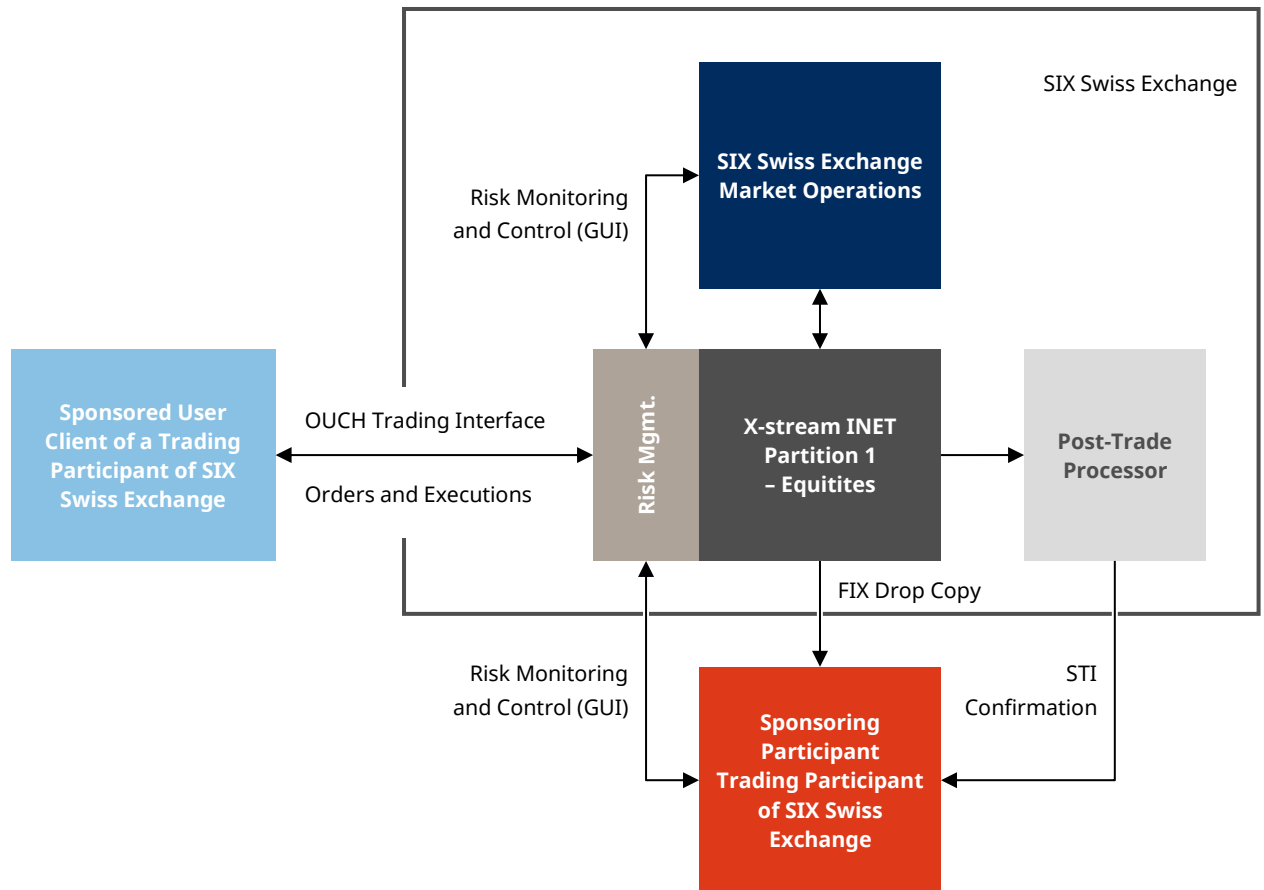 SIX Swiss Exchange
SIX Swiss Exchange
Market Operations
Risk Monitoring
and Control (GUI)
Sponsored User
Client of a Trading
Participant of SIX
Swiss Exchange
OUCH Trading Interface
Orders and Executions
Risk Mgmt.
X-stream INET
Partition 1
– Equitites
Post-Trade
Processor
FIX Drop Copy
Risk Monitoring
and Control (GUI)
STI
Confirmation
Sponsoring
Participant
Trading Participant
of SIX Swiss
Exchange